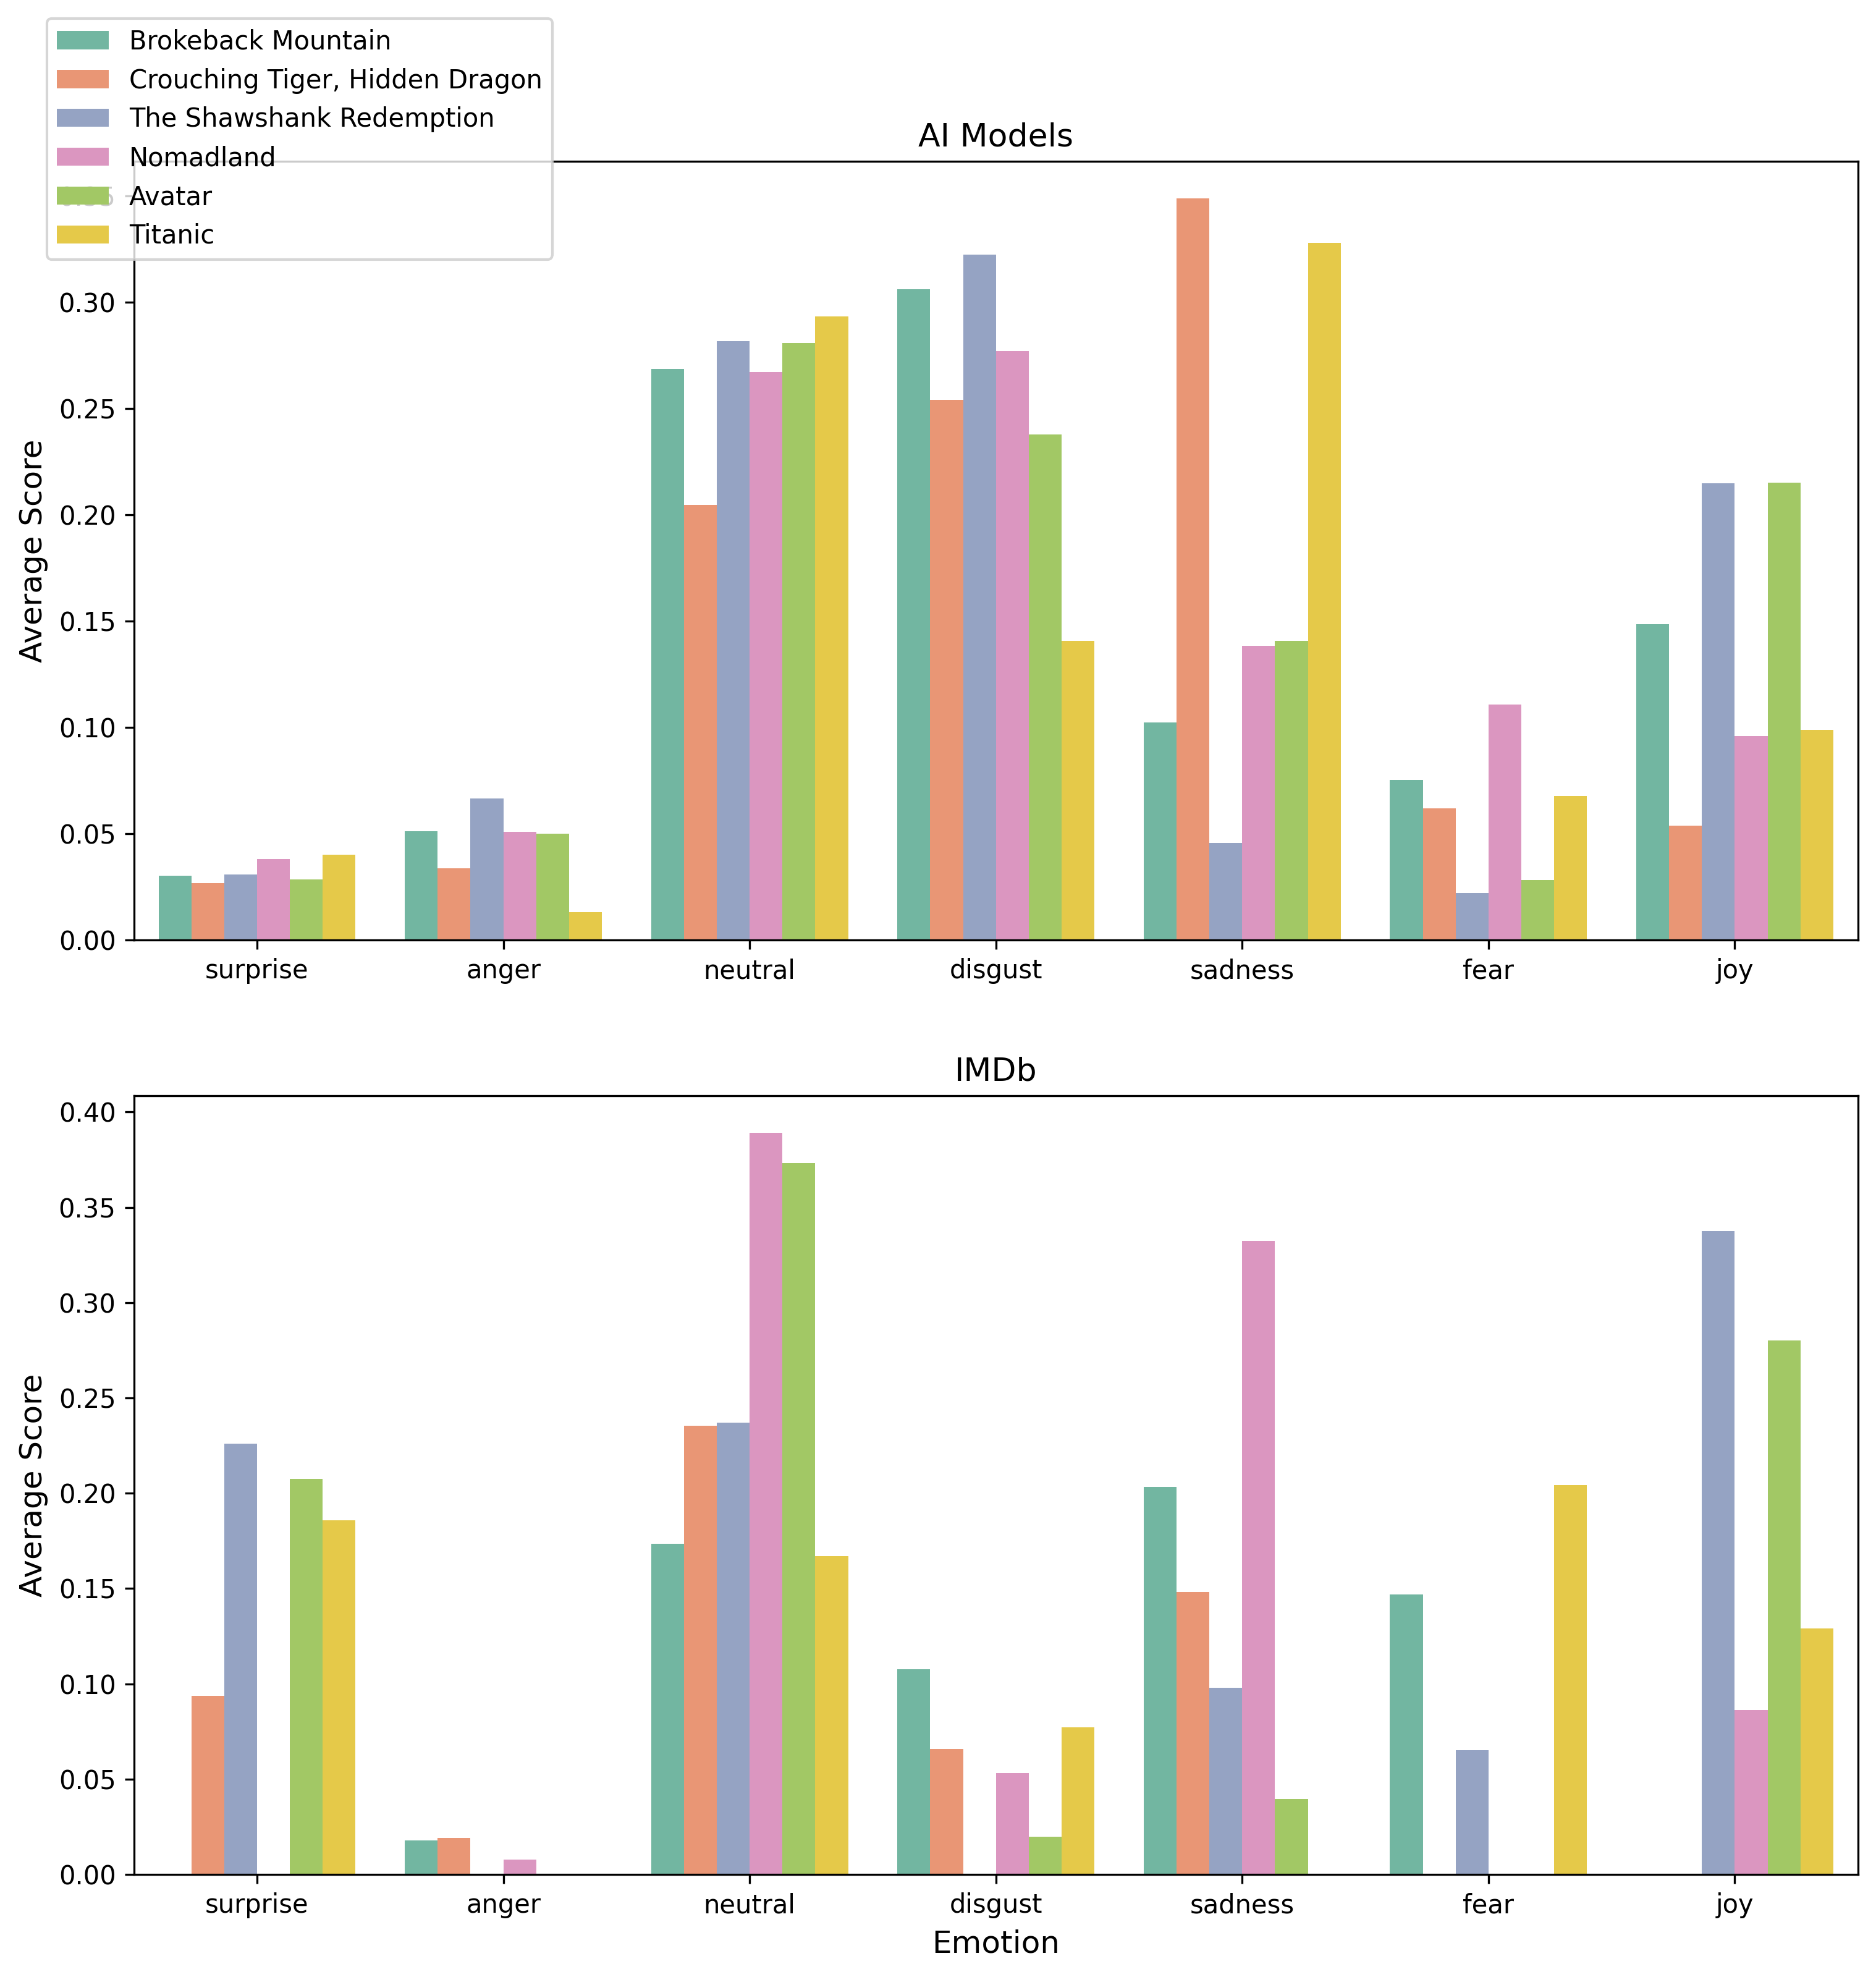 Brokeback Mountain
Crouching Tiger, Hidden Dragon
The Shawshank Redemption
Nomadland
Avatar
Titanic
AI Models
Average Score
0.30
0.25
0.20
0.15
0.10
0.05
0.00
surprise anger neutral disgust sadness fear joy
IMDb
Average Score
0.40
0.35
0.30
0.25
0.20
0.15
0.10
0.05
0.00
surprise anger neutral disgust sadness fear joy
Emotion